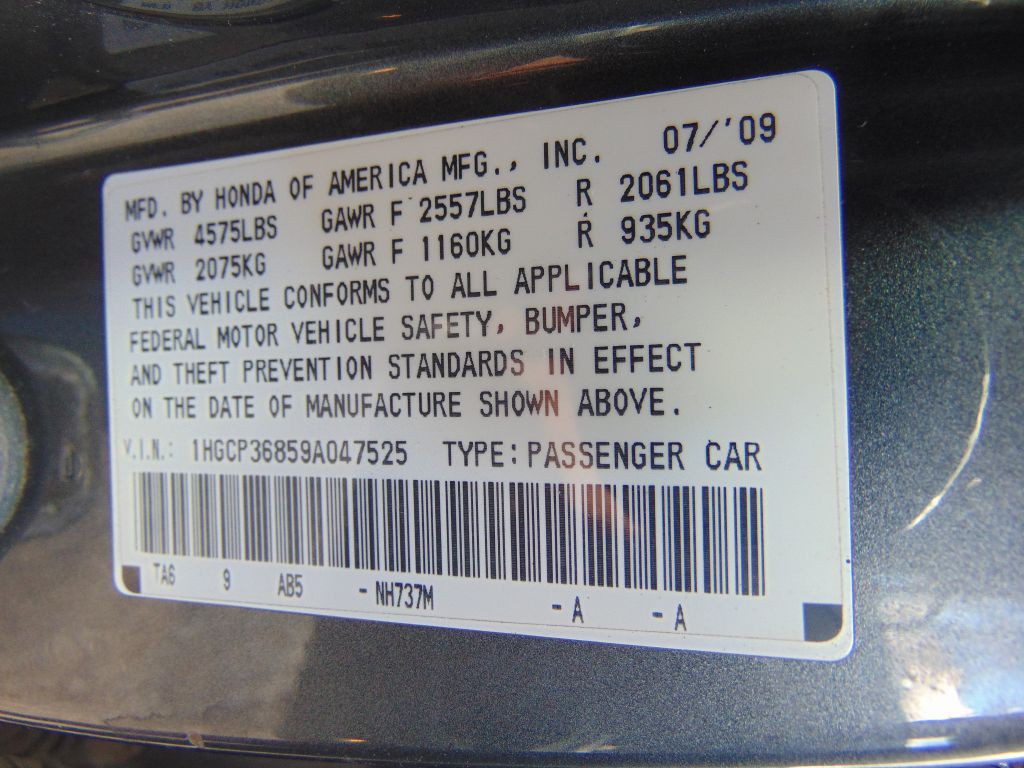 MFD. BY HONDA OF AMERICA MFG., INC. 07/'09
GVWR 4575LBS GAWR F 2557LBS R 2061LBS
GVWR 2075KG GAWR F 1160KG R 935KG
THIS VEHICLE CONFORMS TO ALL APPLICABLE
FEDERAL MOTOR VEHICLE SAFETY, BUMPER,
AND THEFT PREVENTION STANDARDS IN EFFECT
ON THE DATE OF MANUFACTURE SHOWN ABOVE.
V.I.N.: 1HGCP36859A047525 TYPE: PASSENGER CAR
TA6 9 AB5 - NH737M - A - A